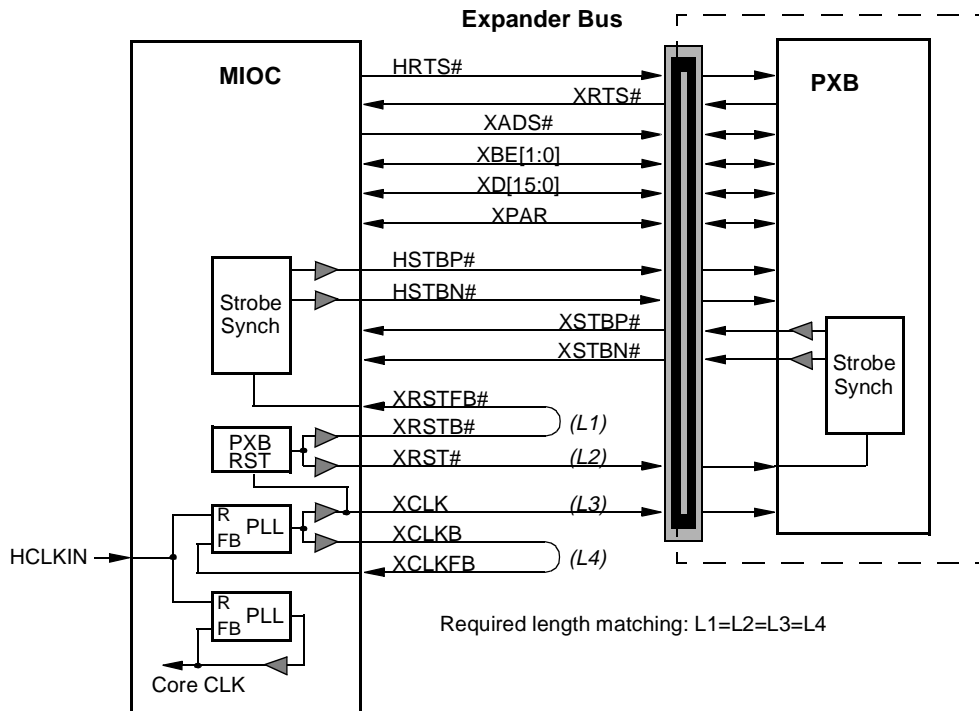 Expander Bus
MIOC
PXB
HRTS#
XRTS#
XADS#
XBE[1:0]
XD[15:0]
XPAR
HSTBP#
HSTBN#
XSTBP#
XSTBN#
Strobe
Synch
Strobe
Synch
XRSTFB#
XRSTB#
(L1)
PXB
RST
XRST#
(L2)
XCLK
(L3)
R
FB
PLL
XCLKB
XCLKFB
(L4)
HCLKIN
R
FB
PLL
Core CLK
Required length matching: L1=L2=L3=L4